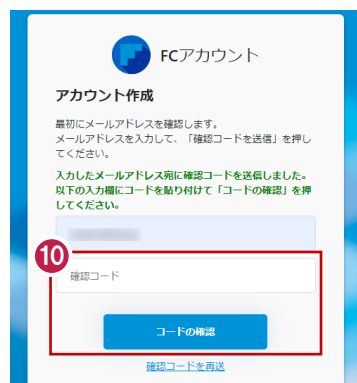 FCアカウント
アカウント作成
最初にメールアドレスを確認します。
メールアドレスを入力して、「確認コードを送信」を押し
てください。
入力したメールアドレス宛に確認コードを送信しました。
以下の入力欄にコードを貼り付けて「コードの確認」を押
してください。
10
確認コード
コードの確認
確認コードを再送